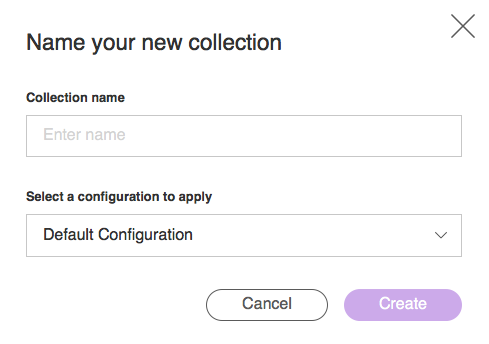 Name your new collection
Collection name
Enter name
Select a configuration to apply
Default Configuration
Cancel
Create